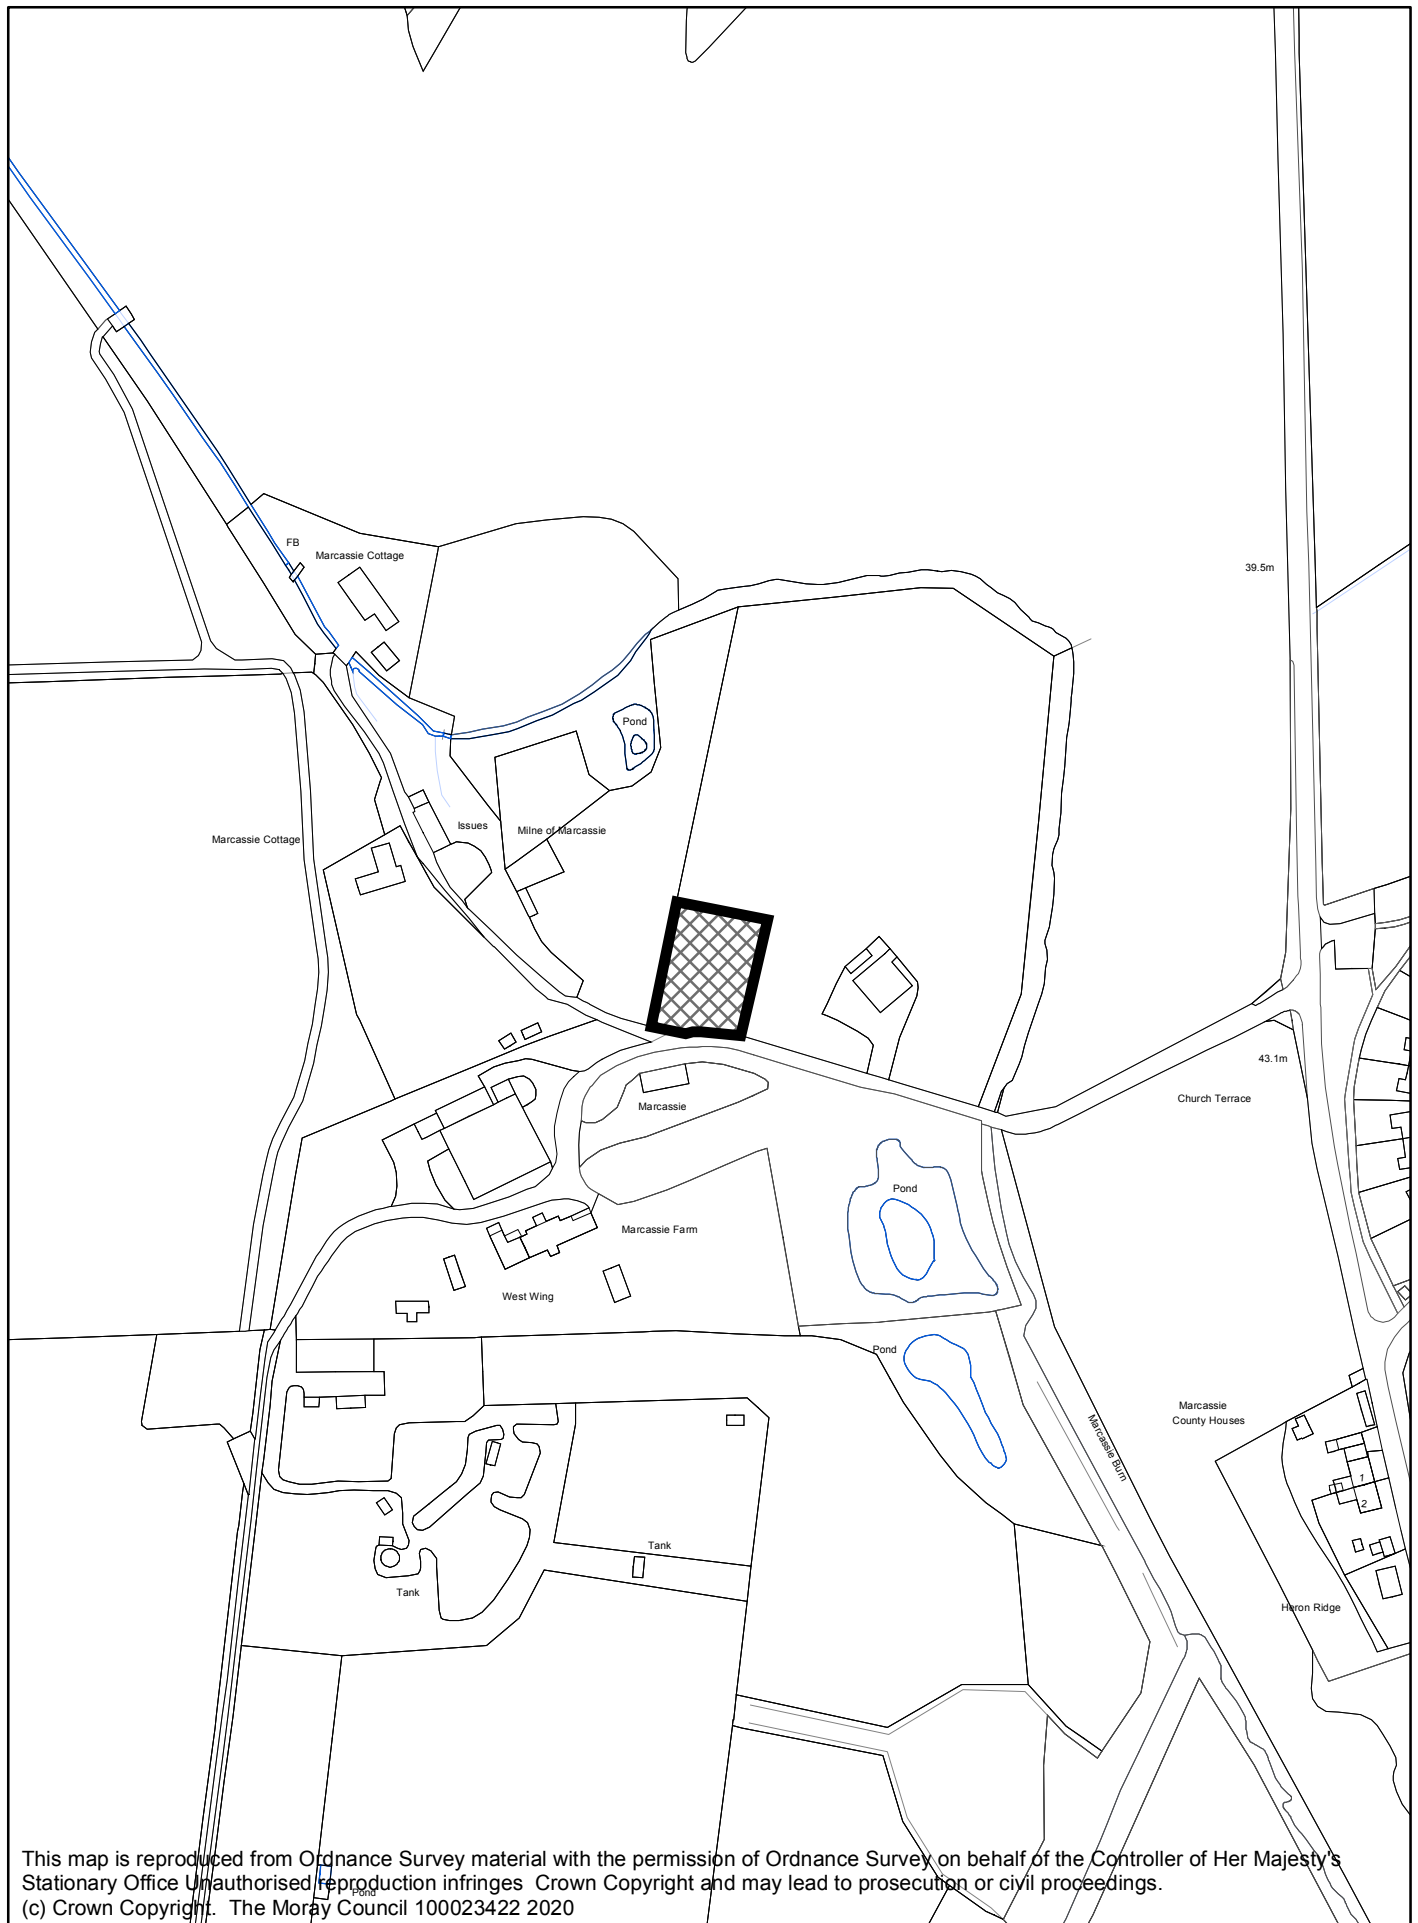 FB
Marcassie Cottage
39.5m
Pond
Issues
Milne of Marcassie
Marcassie Cottage
43.1m
Church Terrace
Marcassie
Pond
Marcassie Farm
West Wing
Pond
Marcassie
County Houses
Marcassie Burn
1
2
Tank
Tank
Heron Ridge
This map is reproduced from Ordnance Survey material with the permission of Ordnance Survey on behalf of the Controller of Her Majesty's
Stationary Office Unauthorised reproduction infringes Crown Copyright and may lead to prosecution or civil proceedings.
Pond
(c) Crown Copyright. The Moray Council 100023422 2020